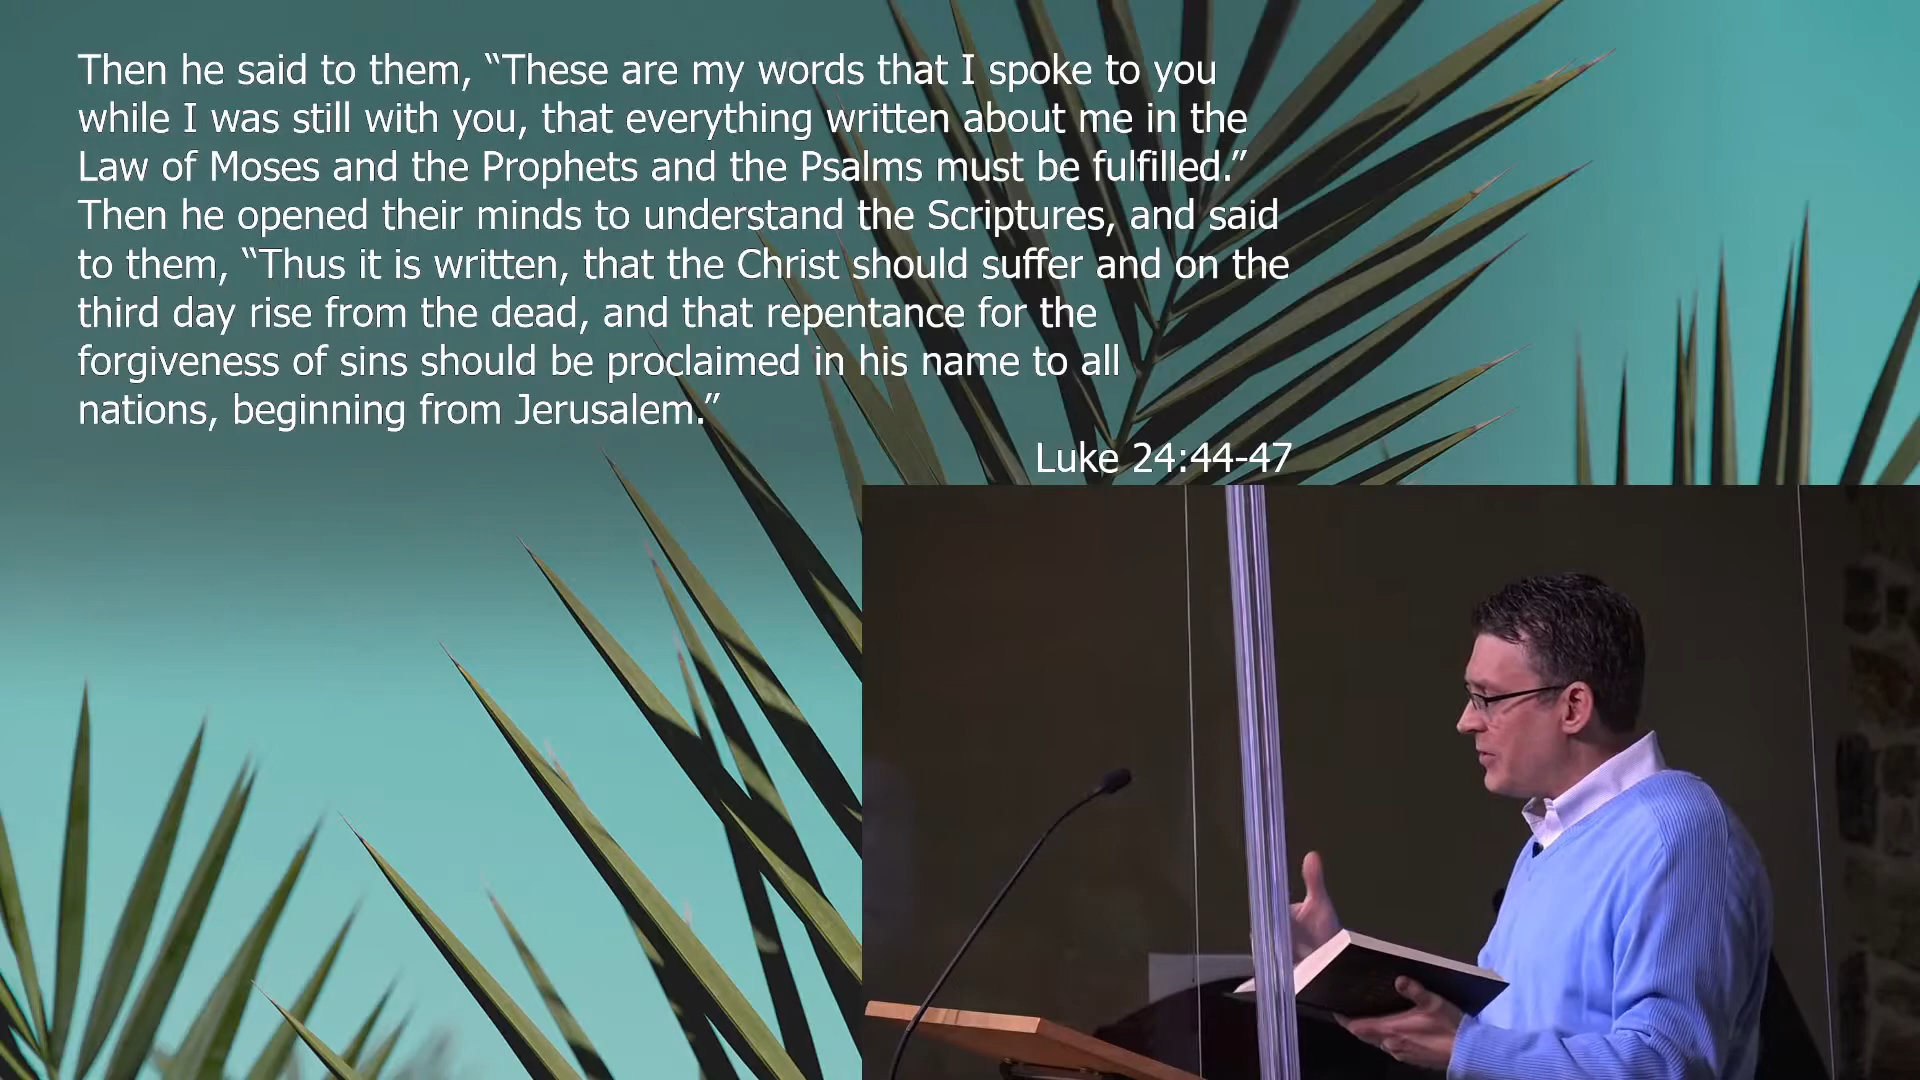 Then he said to them, “These are my words that I spoke to you
while I was still with you, that everything written about me in the
Law of Moses and the Prophets and the Psalms must be fulfilled.”
Then he opened their minds to understand the Scriptures, and said
to them, “Thus it is written, that the Christ should suffer and on the
third day rise from the dead, and that repentance for the
forgiveness of sins should be proclaimed in his name to all
nations, beginning from Jerusalem.”
Luke 24:44-47